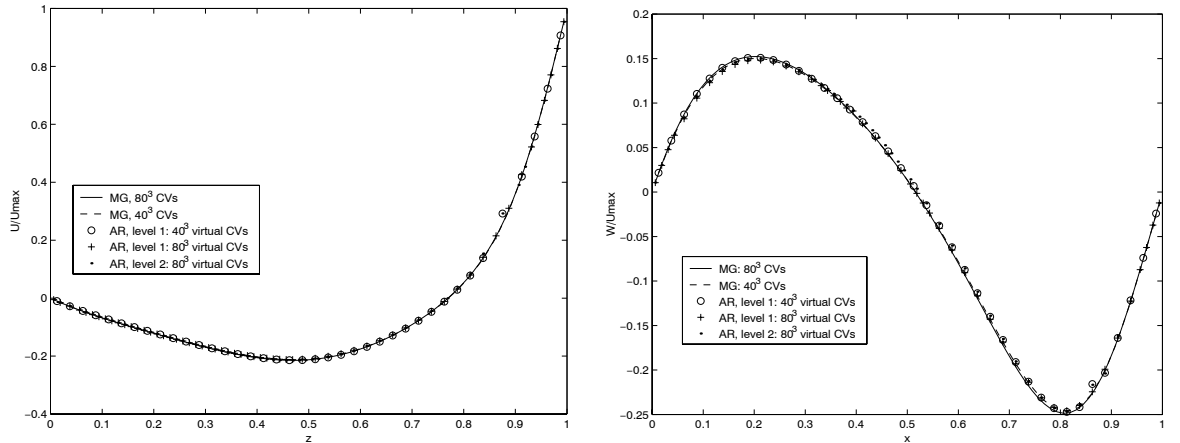 1
0.8
0.6
0.4
0.2
0
−0.2
−0.4
U/Umax
0 0.1 0.2 0.3 0.4 0.5 0.6 0.7 0.8 0.9 1
z
MG, 80³ CVs
MG, 40³ CVs
AR, level 1: 40³ virtual CVs
AR, level 1: 80³ virtual CVs
AR, level 2: 80³ virtual CVs
0.2
0.15
0.1
0.05
0
−0.05
−0.1
−0.15
−0.2
−0.25
W/Umax
0 0.1 0.2 0.3 0.4 0.5 0.6 0.7 0.8 0.9 1
x
MG: 80³ CVs
MG: 40³ CVs
AR, level 1: 40³ virtual CVs
AR, level 1: 80³ virtual CVs
AR, level 2: 80³ virtual CVs